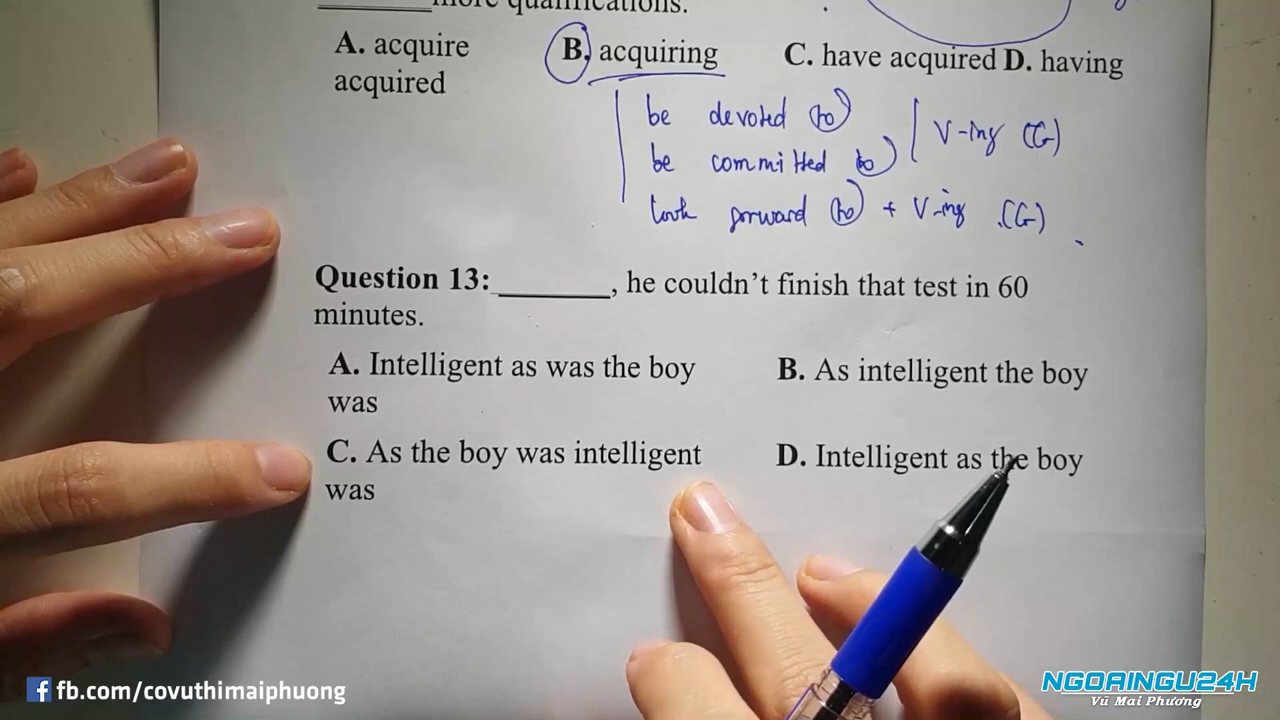 more qualifications.
A. acquire B. acquiring C. have acquired D. having
acquired
be devoted (to)
be committed to) V-ing (G)
look forward (to) + V-ing (G)
Question 13: ________, he couldn't finish that test in 60
minutes.
A. Intelligent as was the boy B. As intelligent the boy
was
C. As the boy was intelligent D. Intelligent as the boy
was
fb.com/covuthimaiphuong
NGOAINGU24H
Vũ Mai Phương